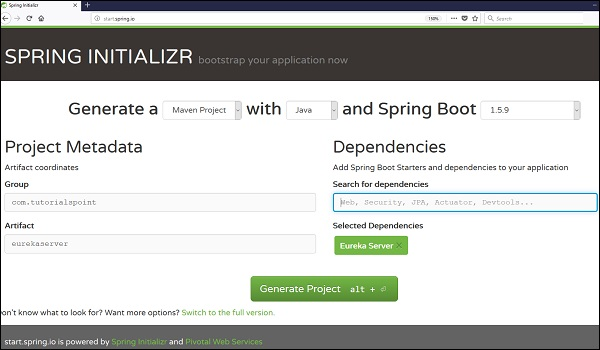 Spring Initializr
start.spring.io
150%
Search
SPRING INITIALIZR bootstrap your application now
Generate a Maven Project with Java and Spring Boot 1.5.9
Project Metadata
Artifact coordinates
Group
com.tutorialspoint
Artifact
eurekaserver
Dependencies
Add Spring Boot Starters and dependencies to your application
Search for dependencies
Web, Security, JPA, Actuator, Devtools...
Selected Dependencies
Eureka Server ×
Generate Project alt + ⏎
on't know what to look for? Want more options? Switch to the full version.
start.spring.io is powered by Spring Initializr and Pivotal Web Services